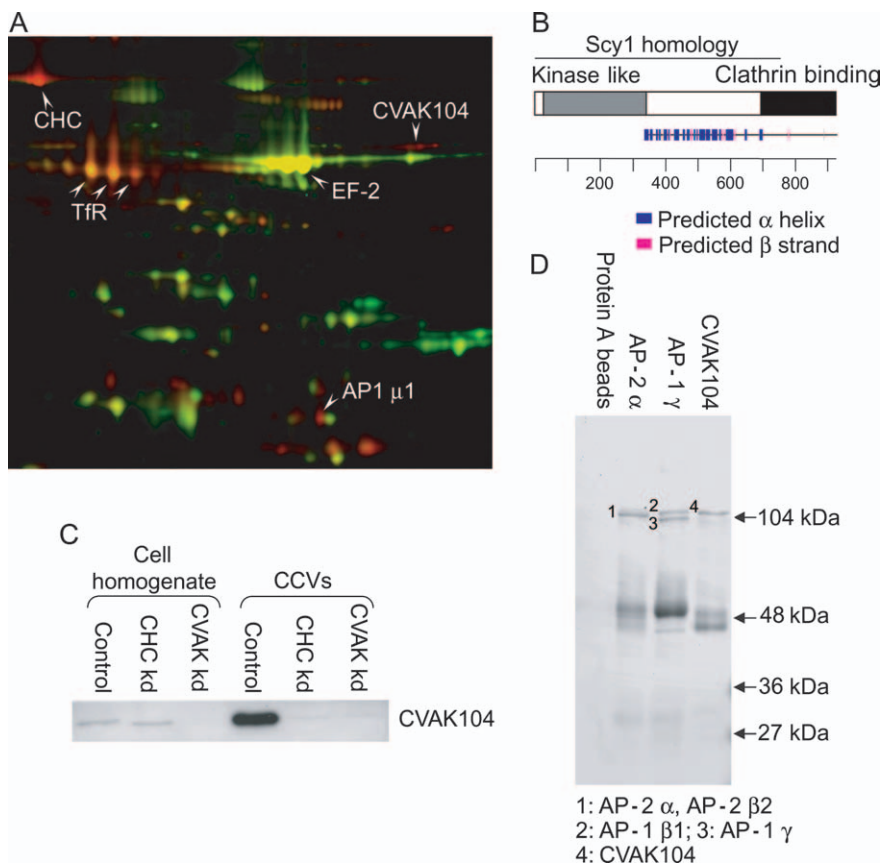 A
CHC
CVAK104
TfR
EF-2
AP1 μ1
B
Scy1 homology
Kinase like
Clathrin binding
200 400 600 800
Predicted α helix
Predicted β strand
C
Cell
homogenate
CCVs
Control
CHC kd
CVAK kd
Control
CHC kd
CVAK kd
CVAK104
D
Protein A beads
AP-2 α
AP-1 γ
CVAK104
1
2
3
4
104 kDa
48 kDa
36 kDa
27 kDa
1: AP-2 α, AP-2 β2
2: AP-1 β1; 3: AP-1 γ
4: CVAK104